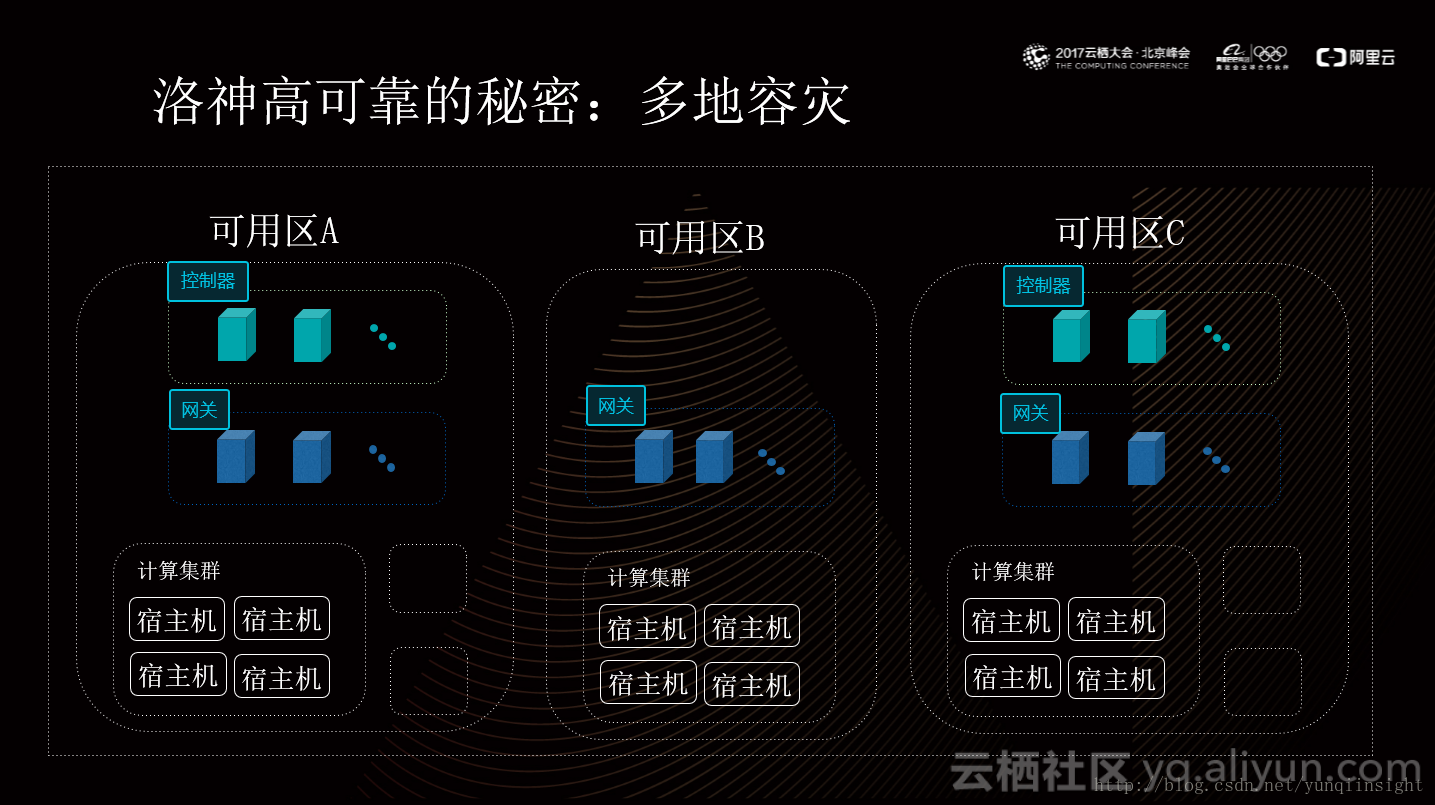 2017云栖大会·北京峰会
THE COMPUTING CONFERENCE
阿里云
洛神高可靠的秘密：多地容灾
可用区A
可用区B
可用区C
控制器
控制器
网关
网关
网关
计算集群
宿主机 宿主机
宿主机 宿主机
计算集群
宿主机 宿主机
宿主机 宿主机
计算集群
宿主机 宿主机
宿主机 宿主机
云栖社区 yq.aliyun.com
http://blog.csdn.net/yunqiinsight